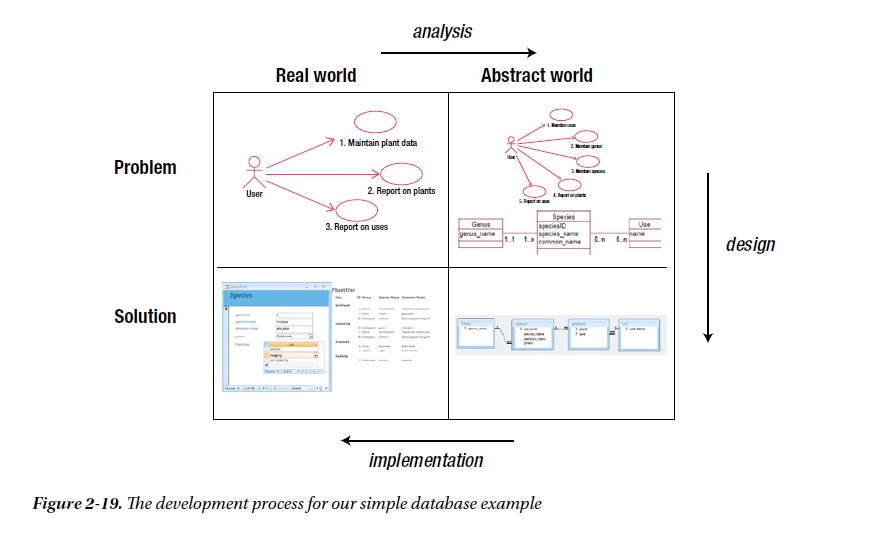 analysis
Real world
Abstract world
Problem
1. Maintain plant data
User
2. Report on plants
3. Report on uses
1. Maintain uses
2. Maintain genus
User
3. Maintain species
4. Report on plants
5. Report on uses
Genus
genus_name
1..1
1..n
Species
speciesID
species_name
common_name
0..n
0..n
Use
name
design
Solution
Species
PlantUse
implementation
Figure 2-19. The development process for our simple database example